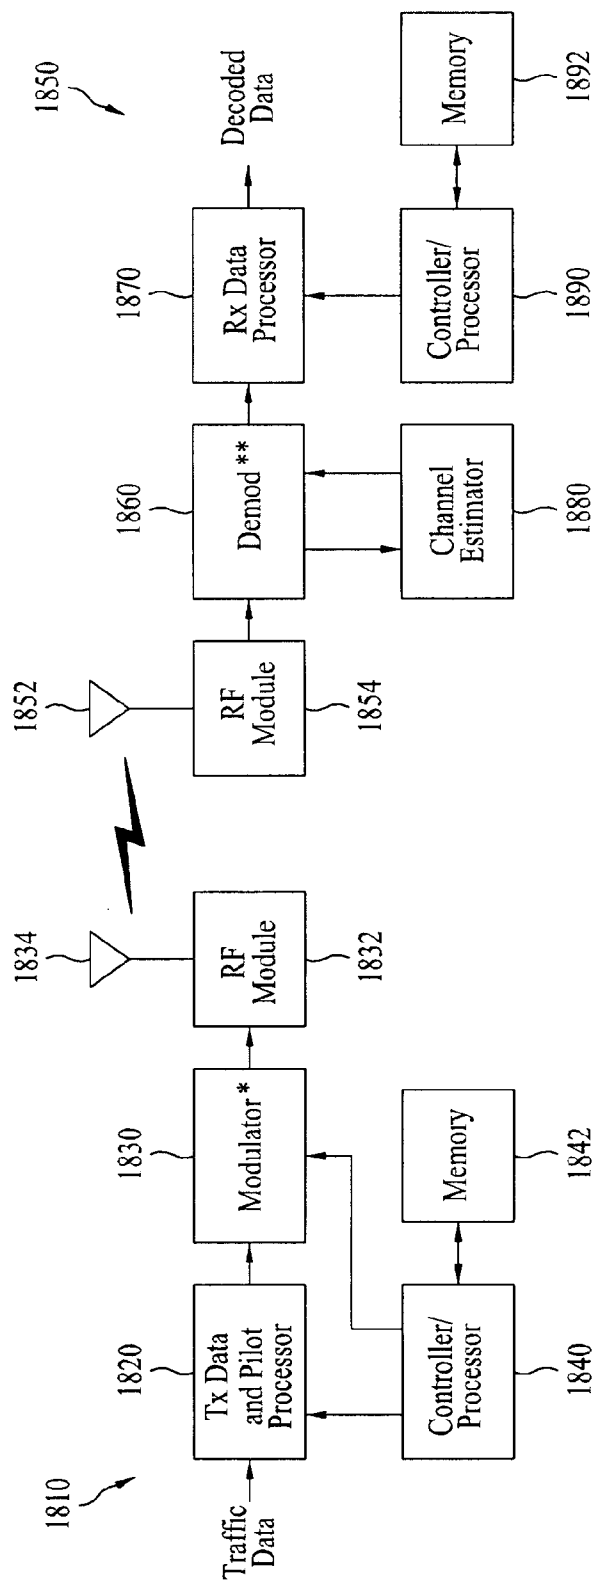 1810
Traffic
Data
1820
Tx Data
and Pilot
Processor
1830
Modulator*
1834
RF
Module
1832
Controller/
Processor
1840
Memory
1842
1850
1852
RF
Module
1854
1860
Demod**
1870
Rx Data
Processor
Decoded
Data
Channel
Estimator
1880
Controller/
Processor
1890
Memory
1892